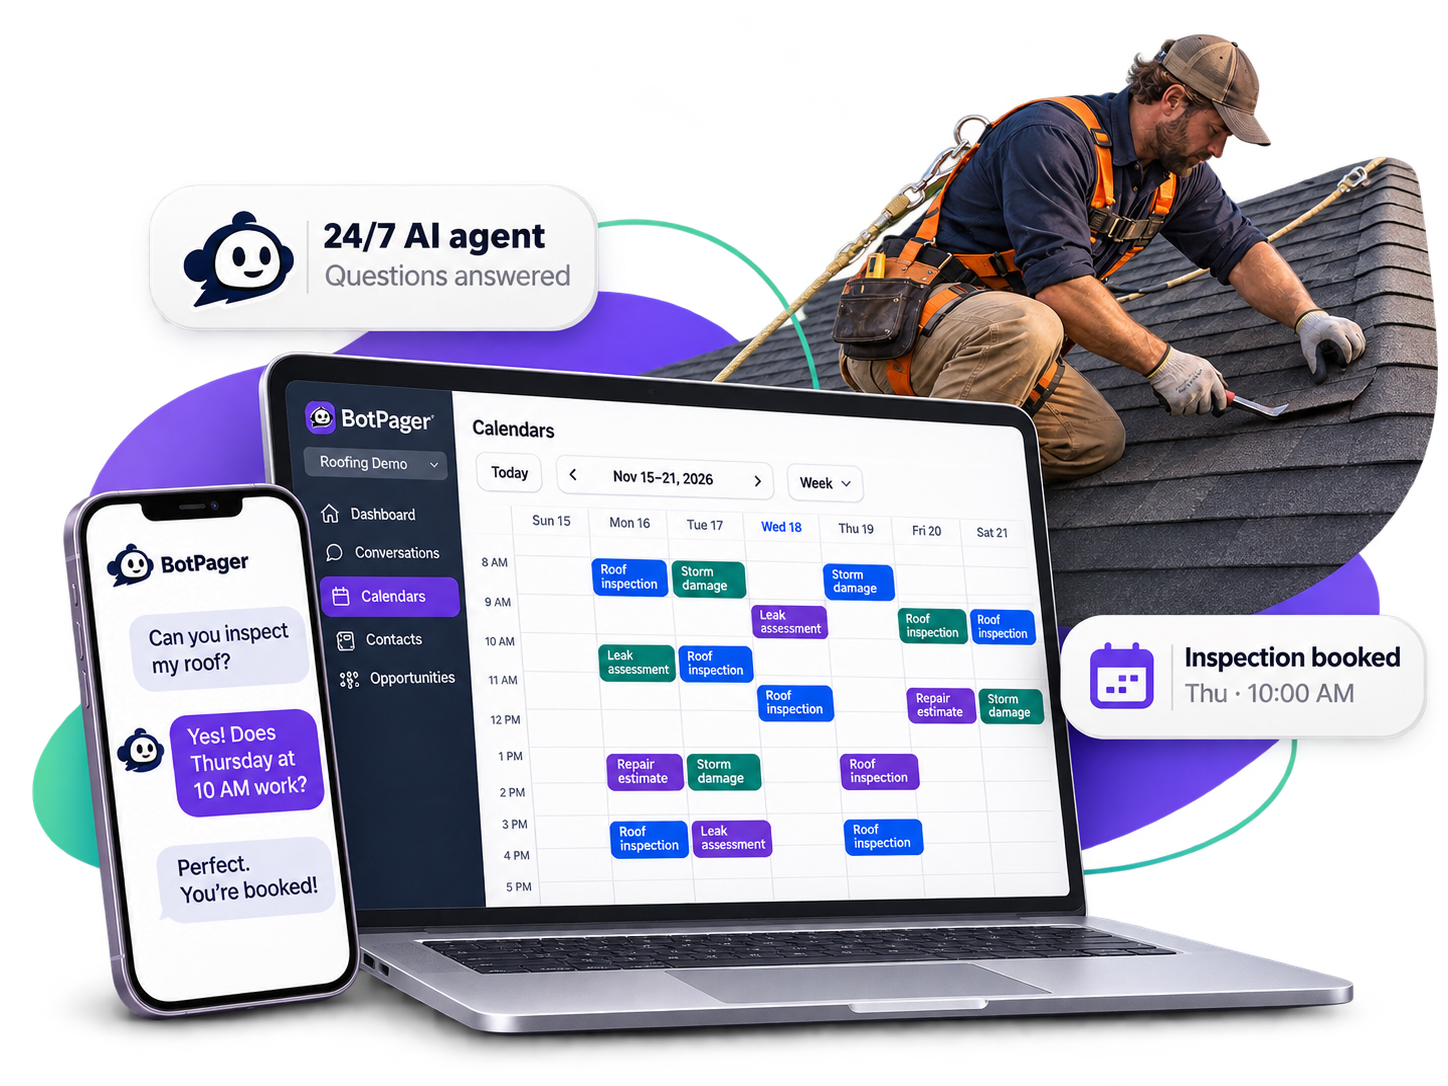 24/7 AI agent
Questions answered
BotPager
Roofing Demo
Dashboard
Conversations
Calendars
Contacts
Opportunities
Calendars
Today
Nov 15–21, 2026
Week
Sun 15
Mon 16
Tue 17
Wed 18
Thu 19
Fri 20
Sat 21
8 AM
Roof
inspection
Storm
damage
Storm
damage
9 AM
Leak
assessment
Roof
inspection
Roof
inspection
10 AM
Leak
assessment
Roof
inspection
11 AM
Roof
inspection
Repair
estimate
Storm
damage
12 PM
1 PM
Repair
estimate
Storm
damage
Roof
inspection
2 PM
3 PM
Roof
inspection
Leak
assessment
Roof
inspection
4 PM
5 PM
BotPager
Can you inspect
my roof?
Yes! Does
Thursday at
10 AM work?
Perfect.
You're booked!
Inspection booked
Thu · 10:00 AM